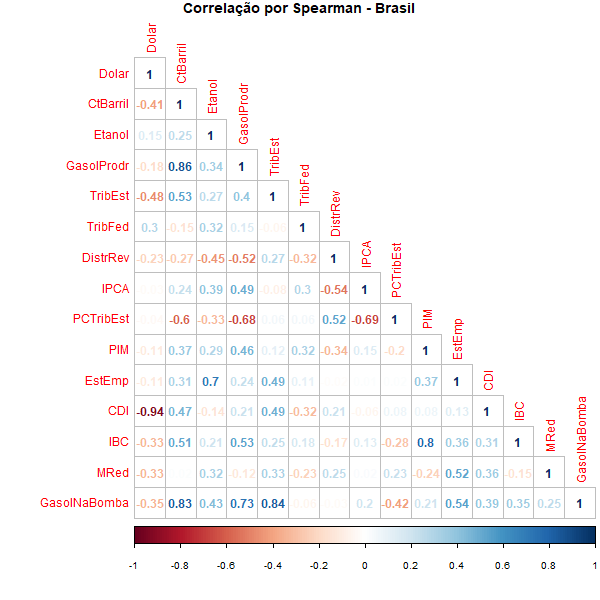 Correlação por Spearman - Brasil
Dolar
Dolar 1 CtBarril
CtBarril -0.41 1 Etanol
Etanol 0.15 0.25 1 GasolProdr
GasolProdr -0.18 0.86 0.34 1 TribEst
TribEst -0.48 0.53 0.27 0.4 1 TribFed
TribFed 0.3 -0.15 0.32 0.15 1 DistrRev
DistrRev -0.23 -0.27 -0.45 -0.52 0.27 -0.32 1 IPCA
IPCA 0.24 0.39 0.49 -0.08 0.3 -0.54 1 PCTribEst
PCTribEst -0.6 -0.33 -0.68 0.52 -0.69 1 PIM
PIM -0.11 0.37 0.29 0.46 0.12 0.32 -0.34 0.15 -0.2 1 EstEmp
EstEmp -0.11 0.31 0.7 0.24 0.49 0.11 0.37 1 CDI
CDI -0.94 0.47 -0.14 0.21 0.49 -0.32 0.21 -0.08 0.08 0.08 0.13 1 IBC
IBC -0.33 0.51 0.21 0.53 0.25 0.18 -0.17 0.13 -0.28 0.8 0.36 0.31 1 MRed
MRed -0.33 0.32 -0.12 0.33 -0.23 0.25 0.23 -0.24 0.52 0.36 -0.15 1 GasolNaBomba
GasolNaBomba -0.35 0.83 0.43 0.73 0.84 0.2 -0.42 0.21 0.54 0.39 0.35 0.25 1
-1 -0.8 -0.6 -0.4 -0.2 0 0.2 0.4 0.6 0.8 1